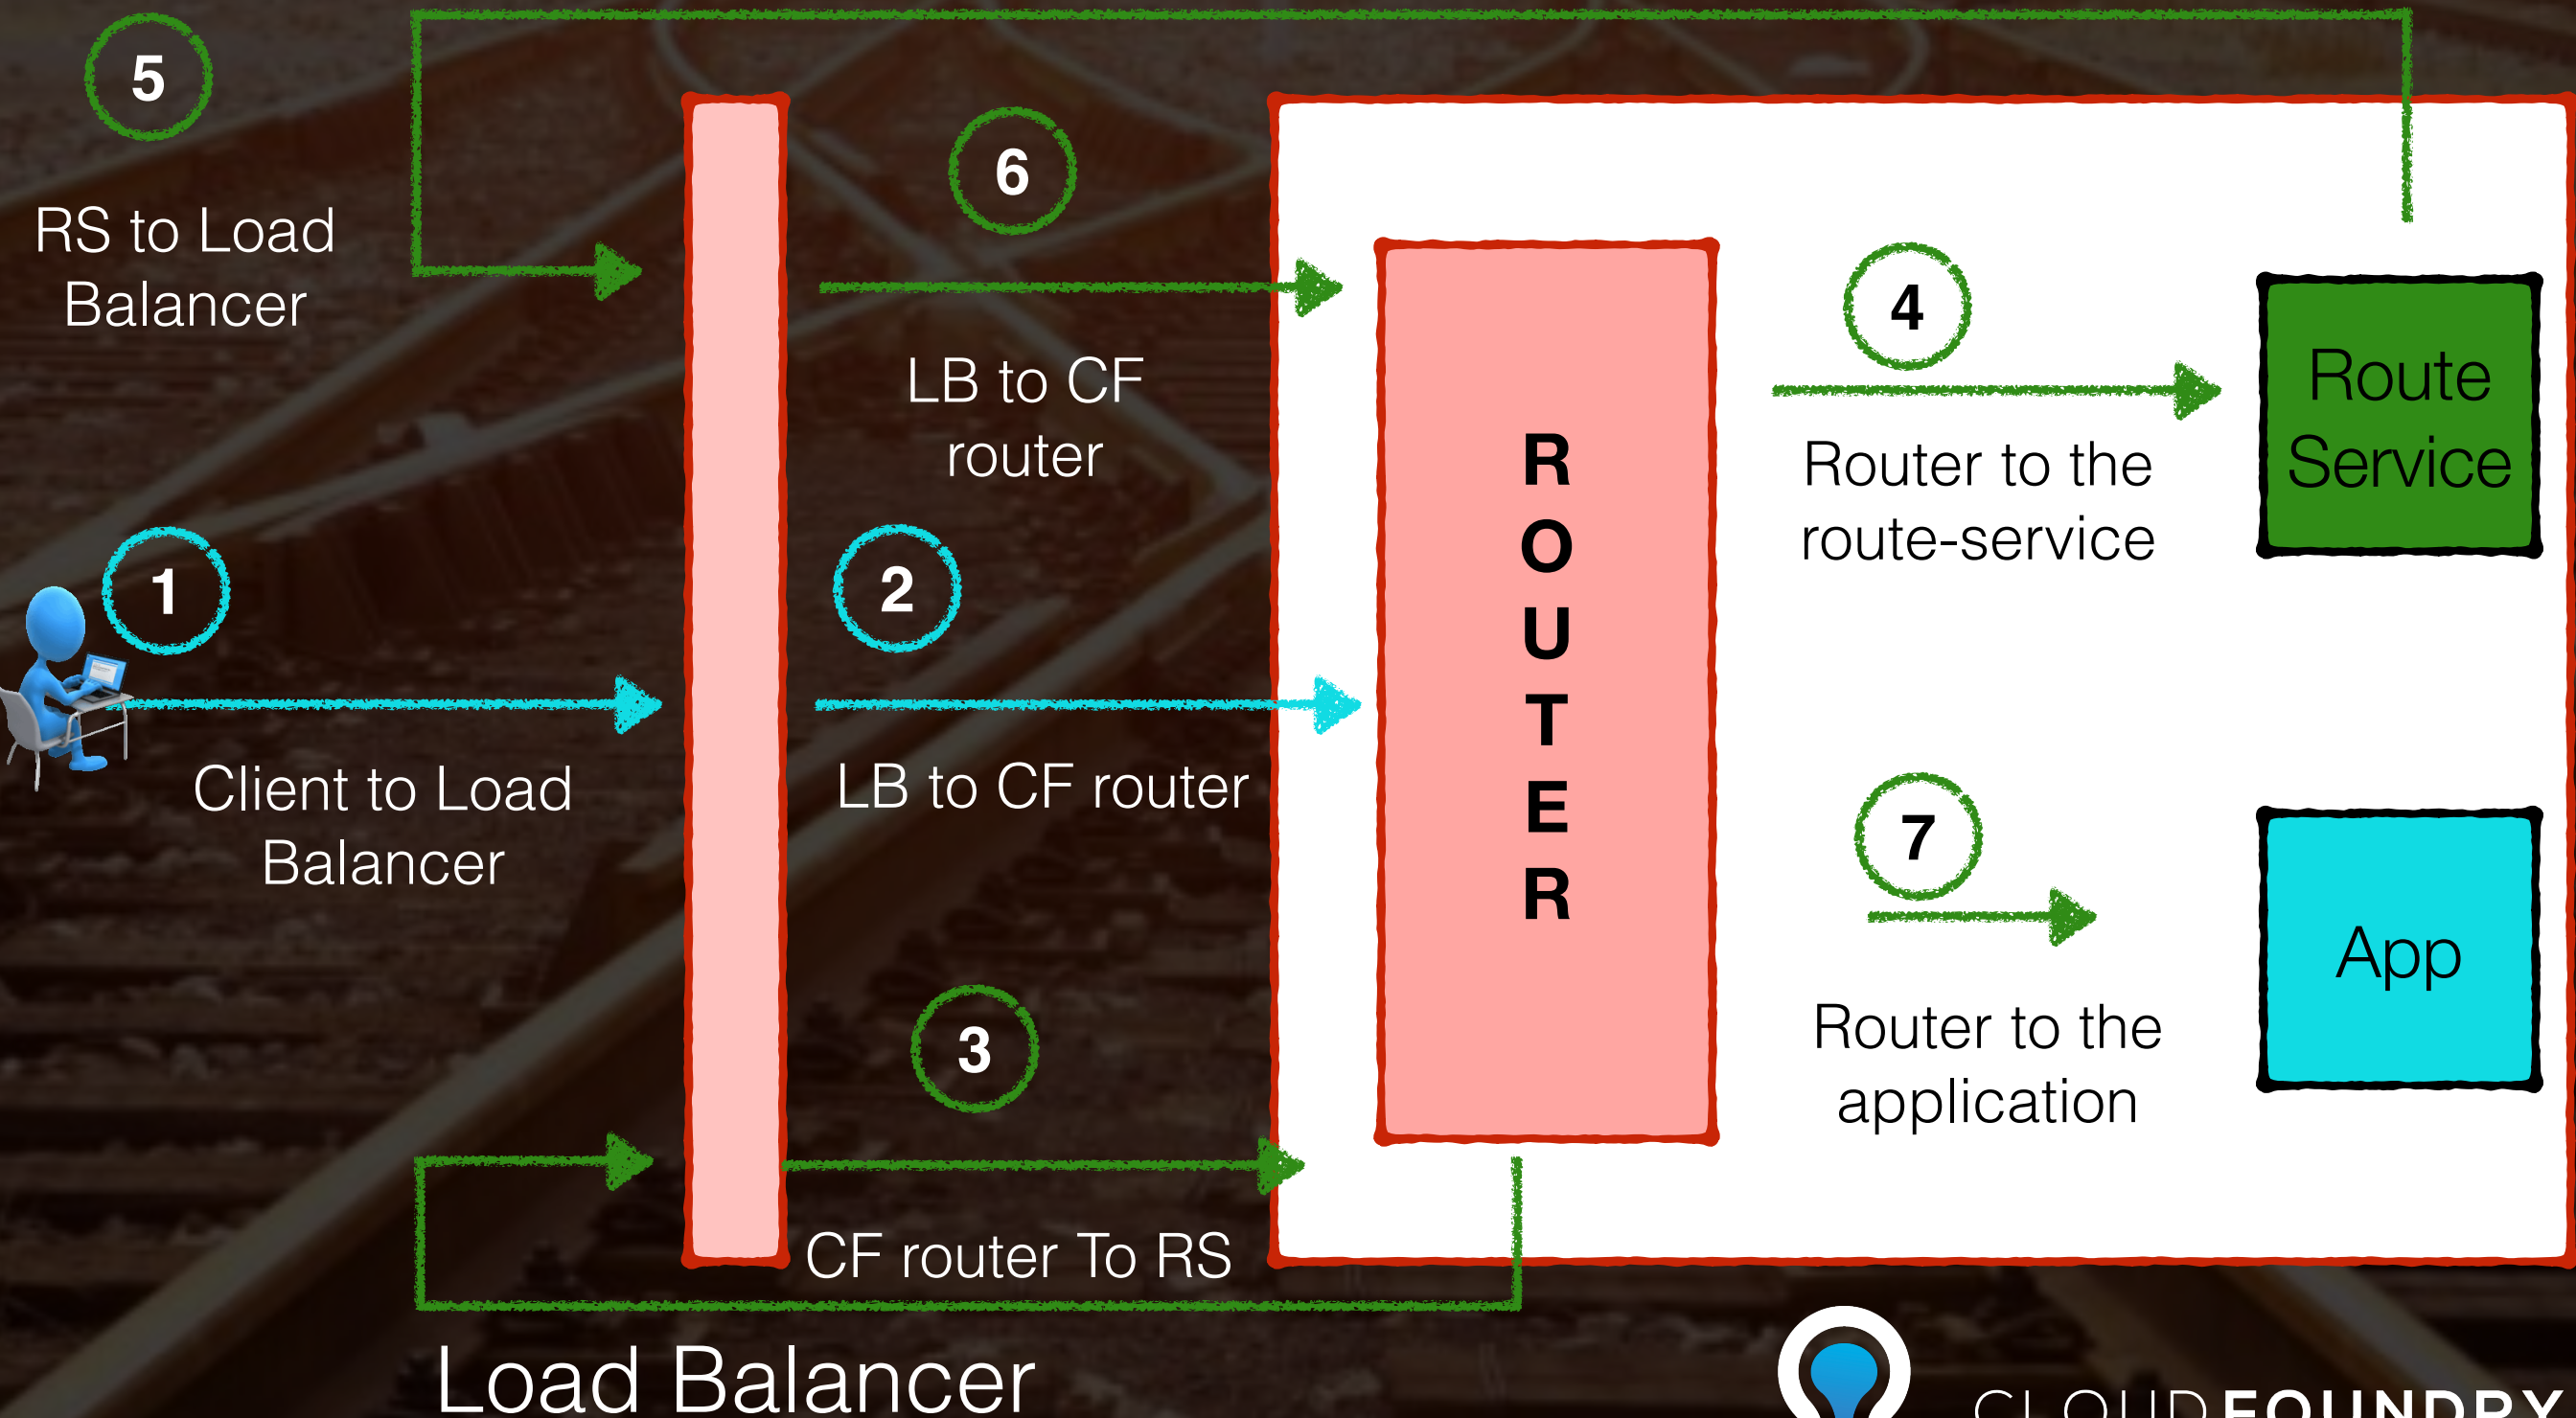 5
RS to Load
Balancer
6
LB to CF
router
4
Router to the
route-service
Route
Service
1
Client to Load
Balancer
2
LB to CF router
R
O
U
T
E
R
7
Router to the
application
App
3
CF router To RS
Load Balancer
CLOUD FOUNDRY